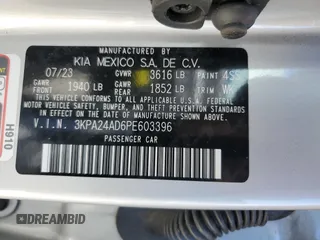 MANUFACTURED BY
KIA MEXICO S.A. DE C.V.
07/23 GVWR 3616 LB PAINT 4SS
GAWR 1940 LB GAWR 1852 LB TRIM WK
THIS VEHICLE CONFORMS TO ALL APPLICABLE
FEDERAL MOTOR VEHICLE SAFETY, BUMPER, AND THEFT PREVENTION
STANDARDS IN EFFECT ON THE DATE OF MANUFACTURE SHOWN ABOVE.
V.I.N. 3KPA24AD6PE603396
PASSENGER CAR
H910
DREAMBID